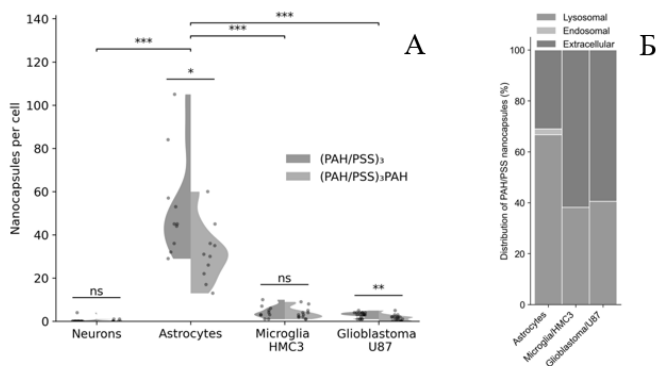 140
120
100
80
60
40
20
0
Nanocapsules per cell
***
***
***
*
ns
ns
**
А
(PAH/PSS)₃
(PAH/PSS)₃PAH
Neurons
Astrocytes
Microglia
HMC3
Glioblastoma
U87
Lysosomal
Endosomal
Extracellular
Б
100
80
60
40
20
0
Distribution of PAH/PSS nanocapsules (%)
Astrocytes
Microglia/HMC3
Glioblastoma/U87